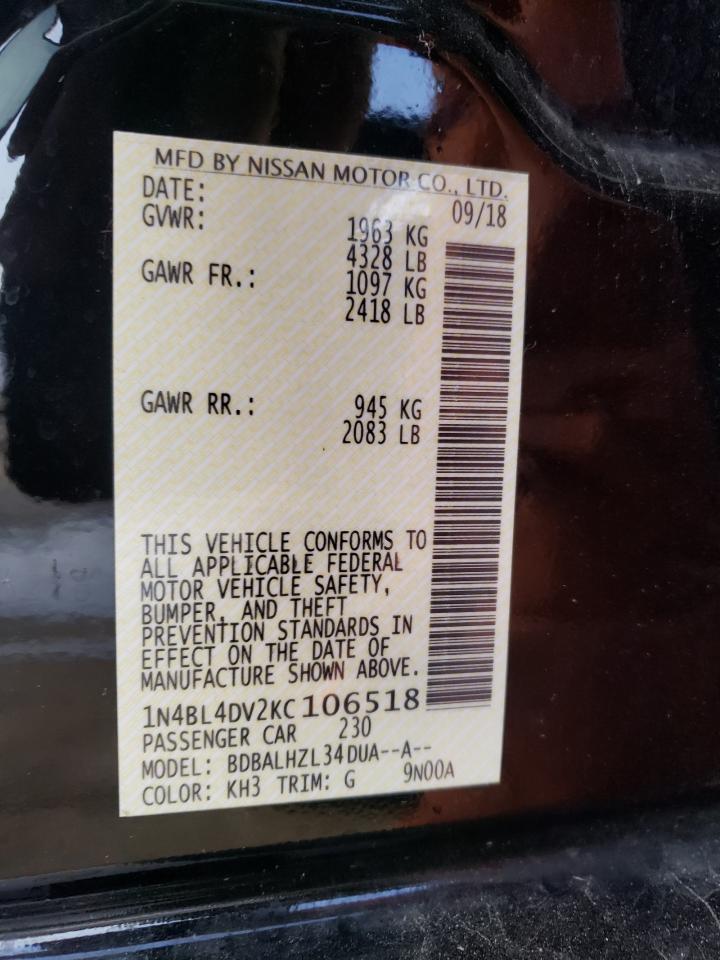 MFD BY NISSAN MOTOR CO., LTD.
DATE: 09/18
GVWR: 1963 KG
4328 LB
GAWR FR.: 1097 KG
2418 LB
GAWR RR.: 945 KG
2083 LB
THIS VEHICLE CONFORMS TO
ALL APPLICABLE FEDERAL
MOTOR VEHICLE SAFETY,
BUMPER, AND THEFT
PREVENTION STANDARDS IN
EFFECT ON THE DATE OF
MANUFACTURE SHOWN ABOVE.
1N4BL4DV2KC106518
PASSENGER CAR 230
MODEL: BDBALHZL34DUA--A--
COLOR: KH3 TRIM: G 9N00A